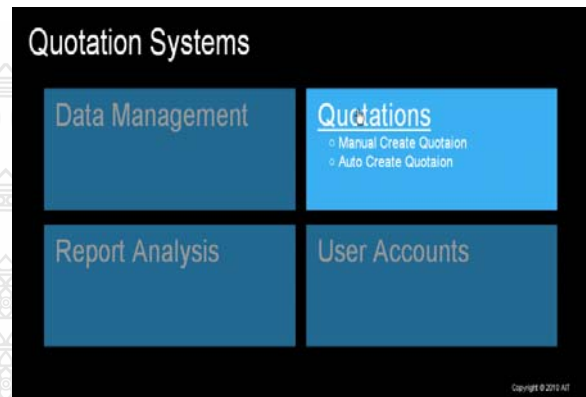 Quotation Systems
Data Management
Quotations
○ Manual Create Quotaion
○ Auto Create Quotaion
Report Analysis
User Accounts
Copyright © 2010 AIT